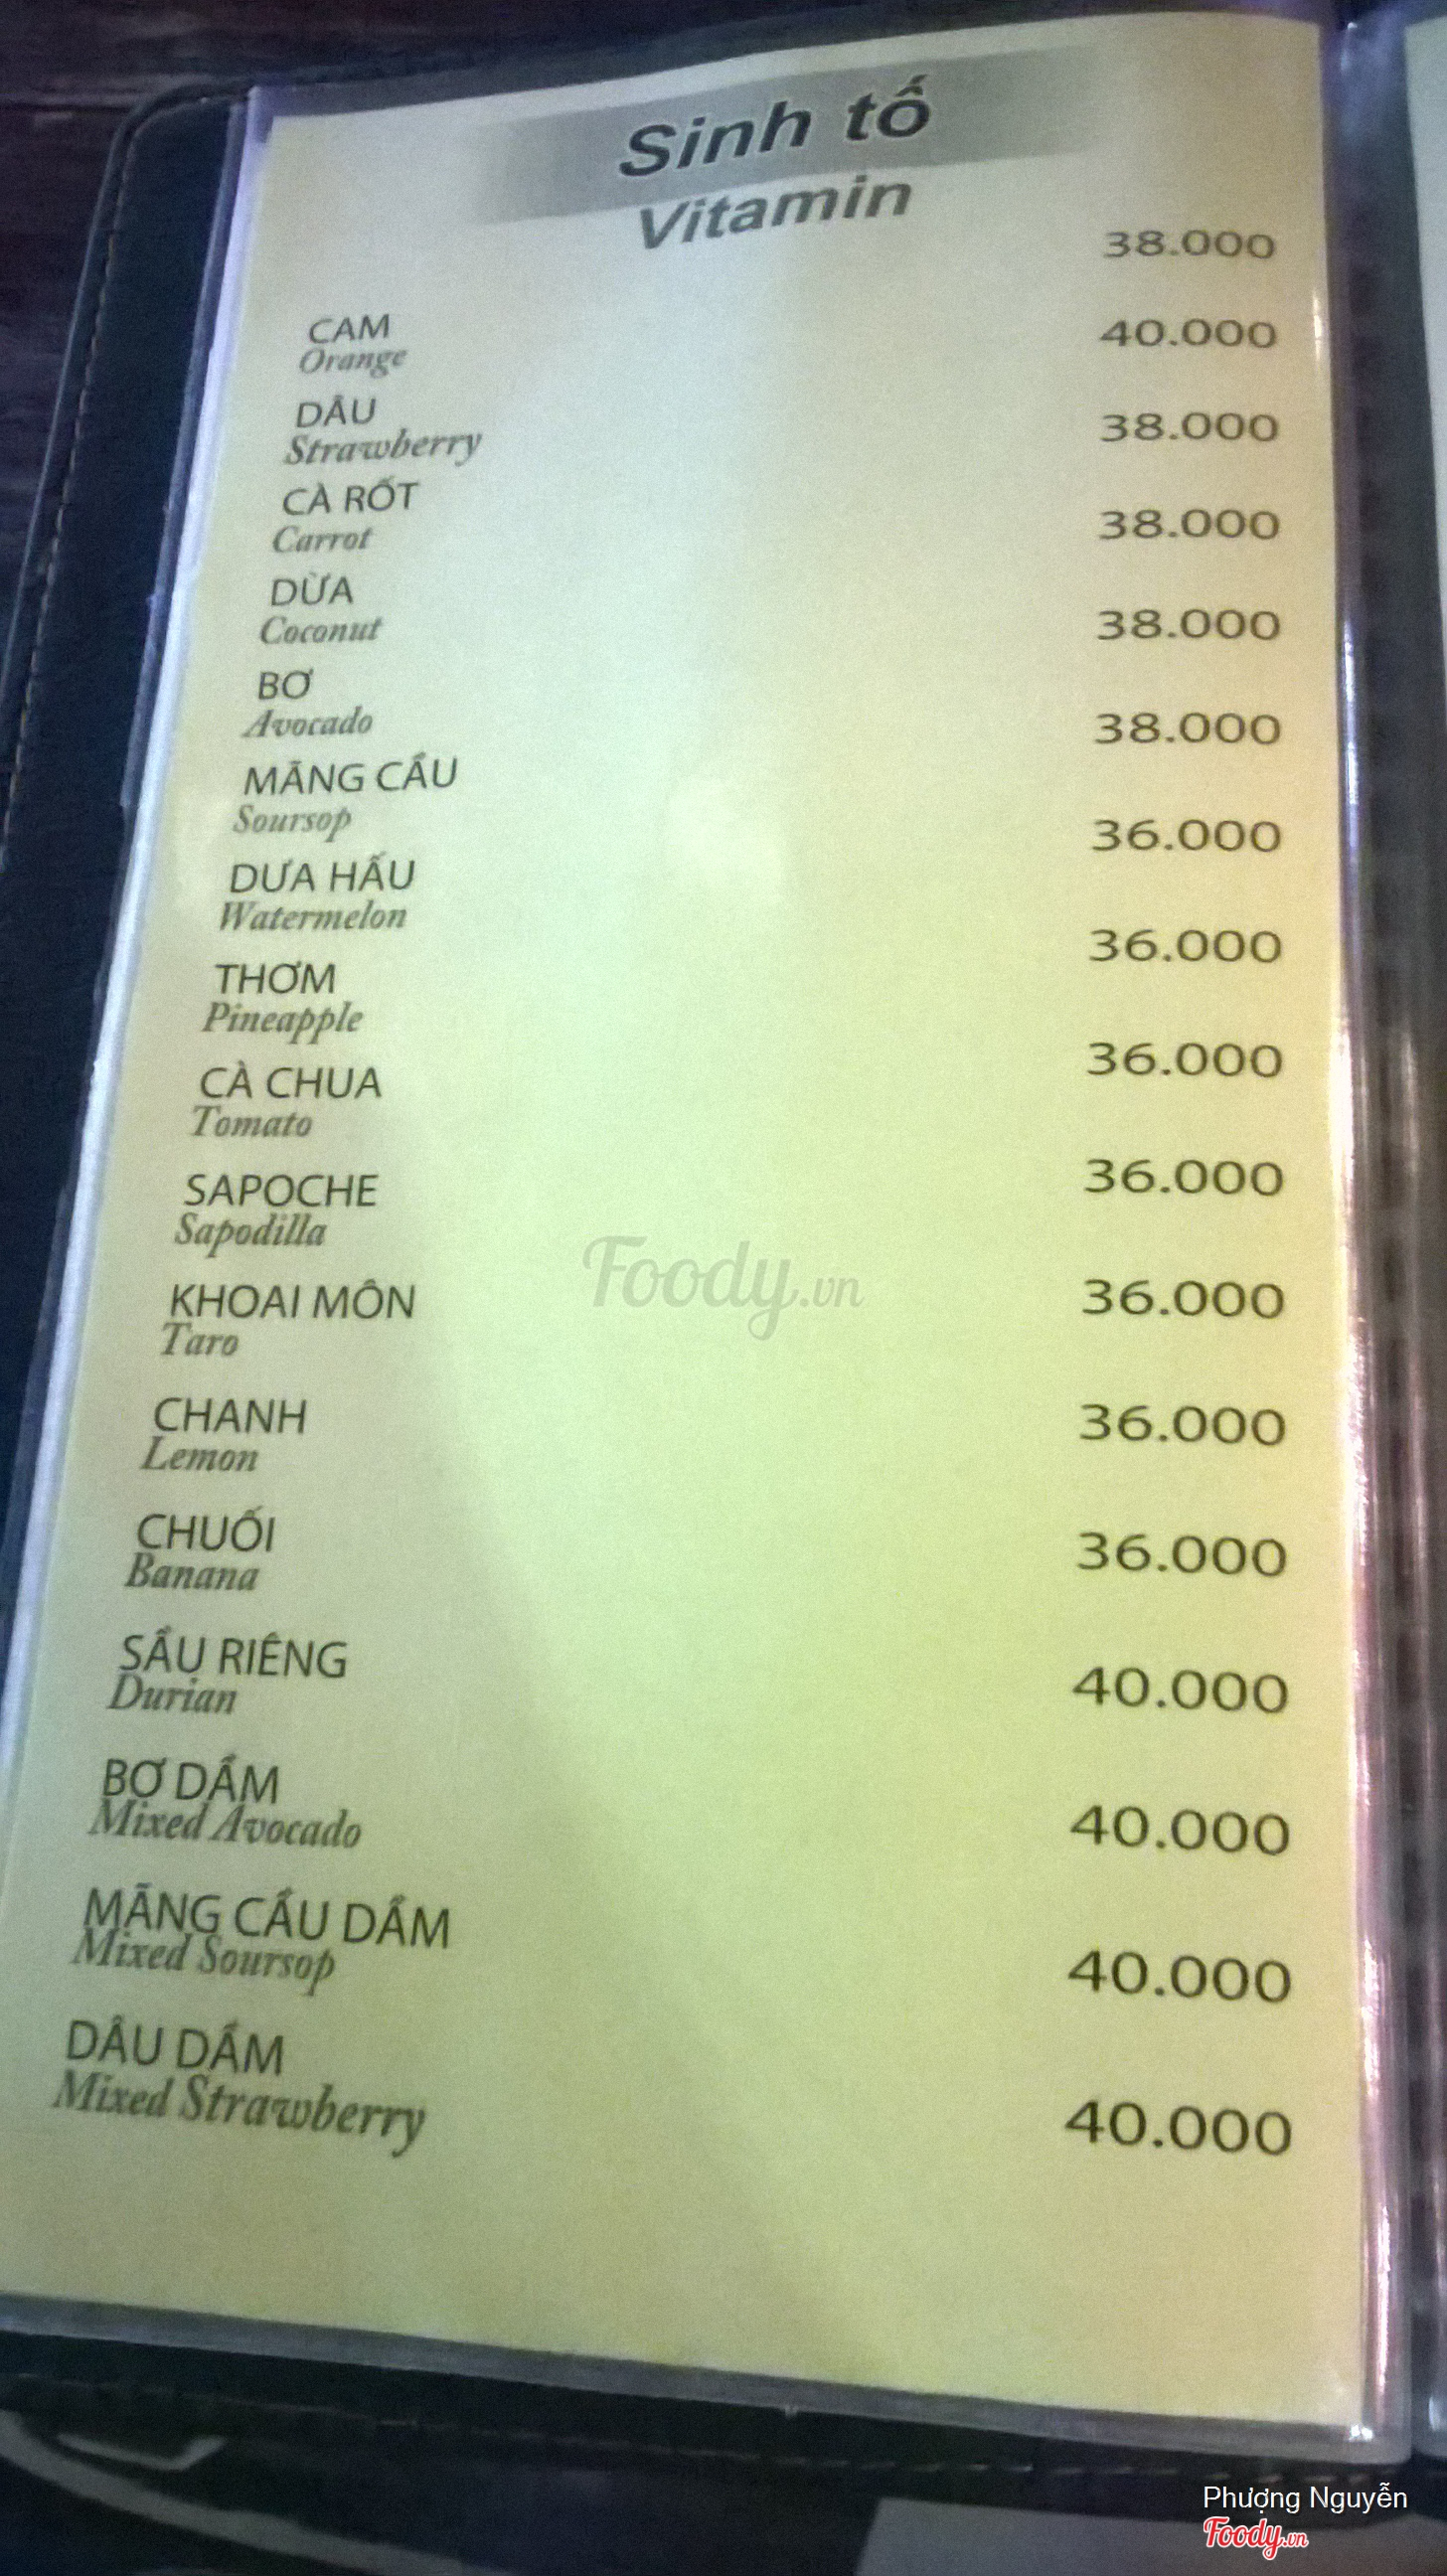 Sinh tố
Vitamin
CAM 38.000
Orange
DÂU 40.000
Strawberry
CÀ RỐT 38.000
Carrot
DỪA 38.000
Coconut
BƠ 38.000
Avocado
MÃNG CẦU 38.000
Soursop
DƯA HẤU 36.000
Watermelon
THƠM 36.000
Pineapple
CÀ CHUA 36.000
Tomato
SAPOCHE 36.000
Sapodilla
KHOAI MÔN 36.000
Taro
CHANH 36.000
Lemon
CHUỐI 36.000
Banana
SẦU RIÊNG 40.000
Durian
BƠ DẦM 40.000
Mixed Avocado
MÃNG CẦU DẦM 40.000
Mixed Soursop
DÂU DẦM 40.000
Mixed Strawberry
Foody.vn
Phượng Nguyễn
Foody.vn